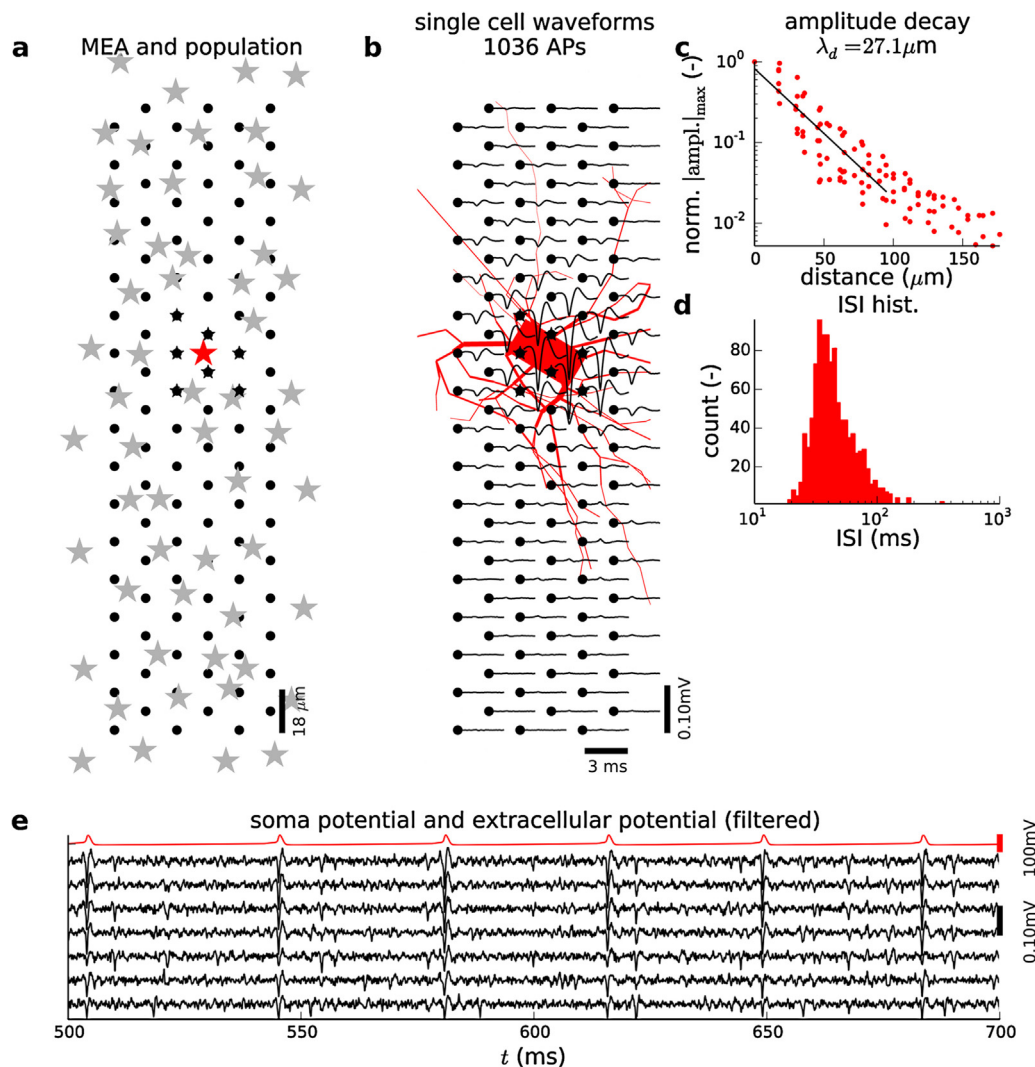 a
MEA and population
18 μm
b
single cell waveforms
1036 APs
0.10mV
3 ms
c
amplitude decay
λd =27.1μm
norm. |ampl.|max (-)
10^0
10^-1
10^-2
0 50 100 150
distance (μm)
d
ISI hist.
count (-)
80
60
40
20
10^1 10^2 10^3
ISI (ms)
e
soma potential and extracellular potential (filtered)
100mV
0.10mV
500 550 600 650 700
t (ms)